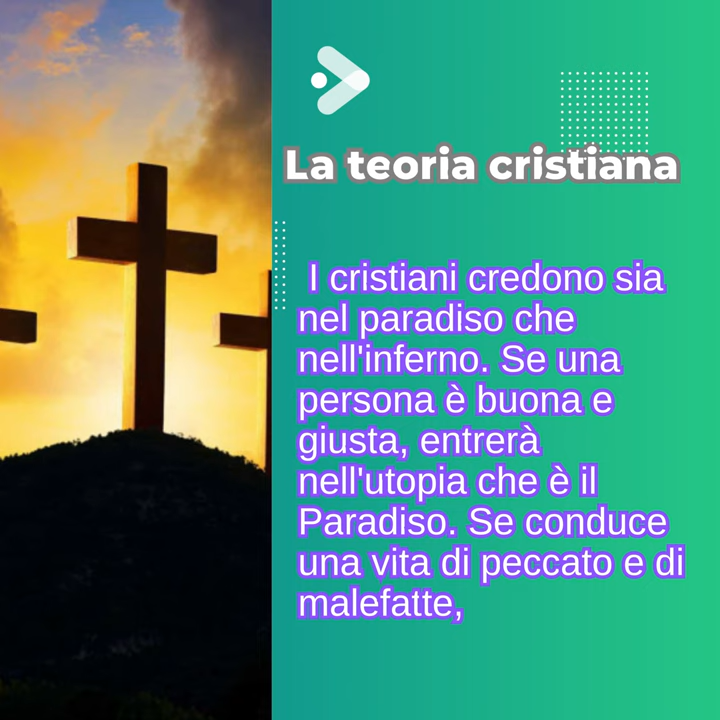 La teoria cristiana
I cristiani credono sia
nel paradiso che
nell'inferno. Se una
persona è buona e
giusta, entrerà
nell'utopia che è il
Paradiso. Se conduce
una vita di peccato e di
malefatte,